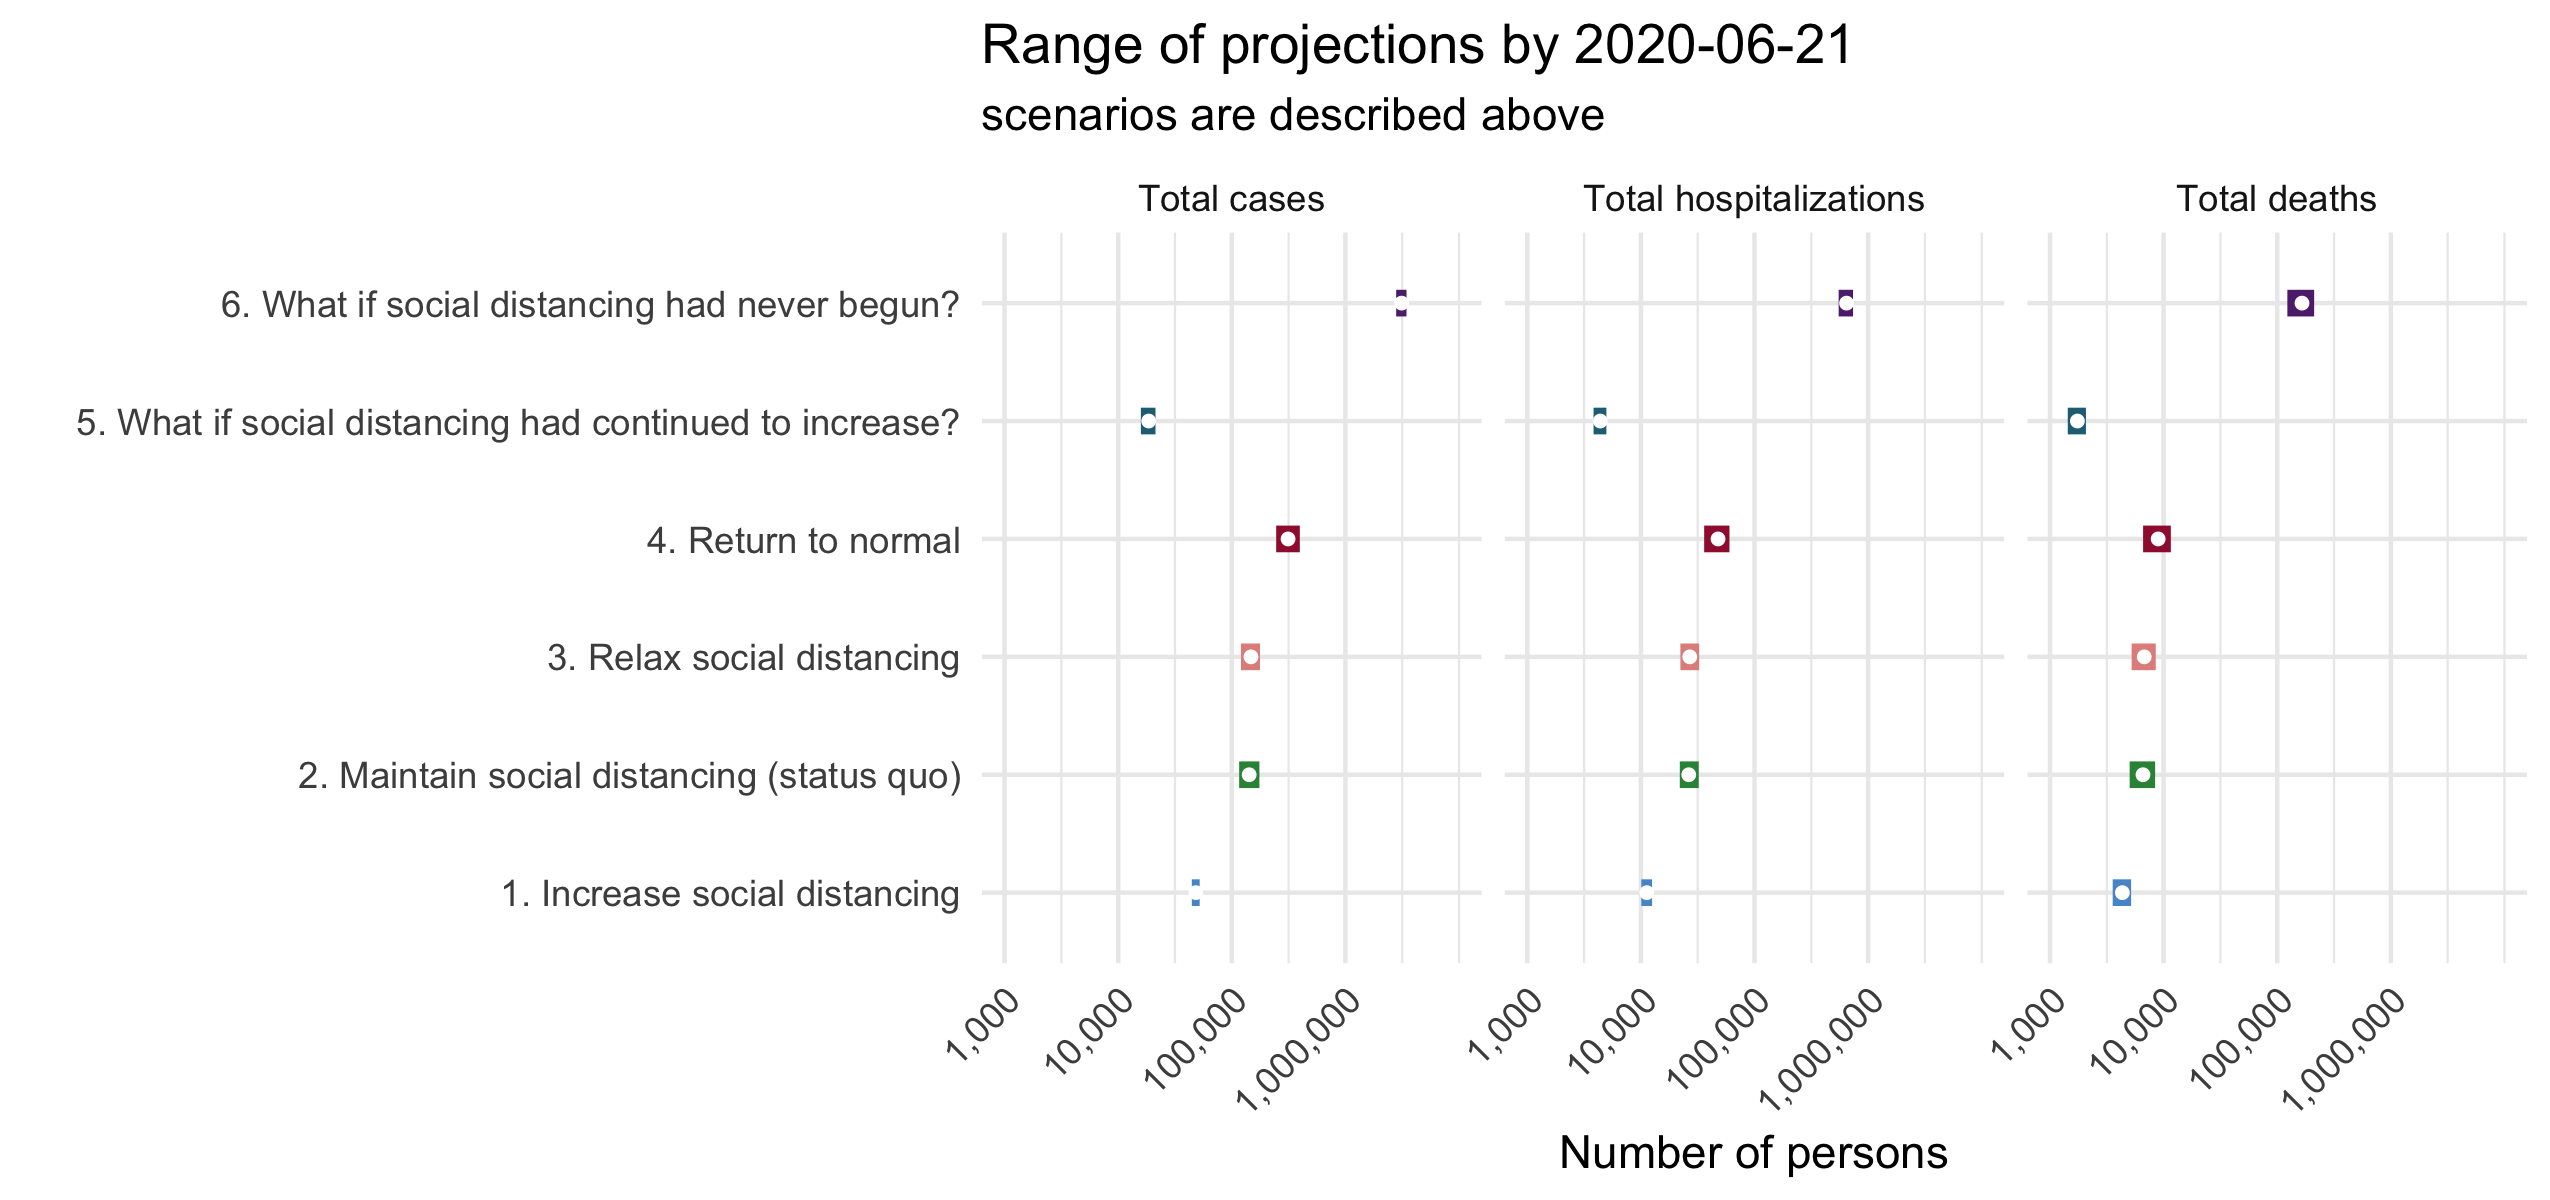 Range of projections by 2020-06-21
scenarios are described above
Total cases
Total hospitalizations
Total deaths
6. What if social distancing had never begun?
5. What if social distancing had continued to increase?
4. Return to normal
3. Relax social distancing
2. Maintain social distancing (status quo)
1. Increase social distancing
1,000
10,000
100,000
1,000,000
1,000
10,000
100,000
1,000,000
1,000
10,000
100,000
1,000,000
Number of persons